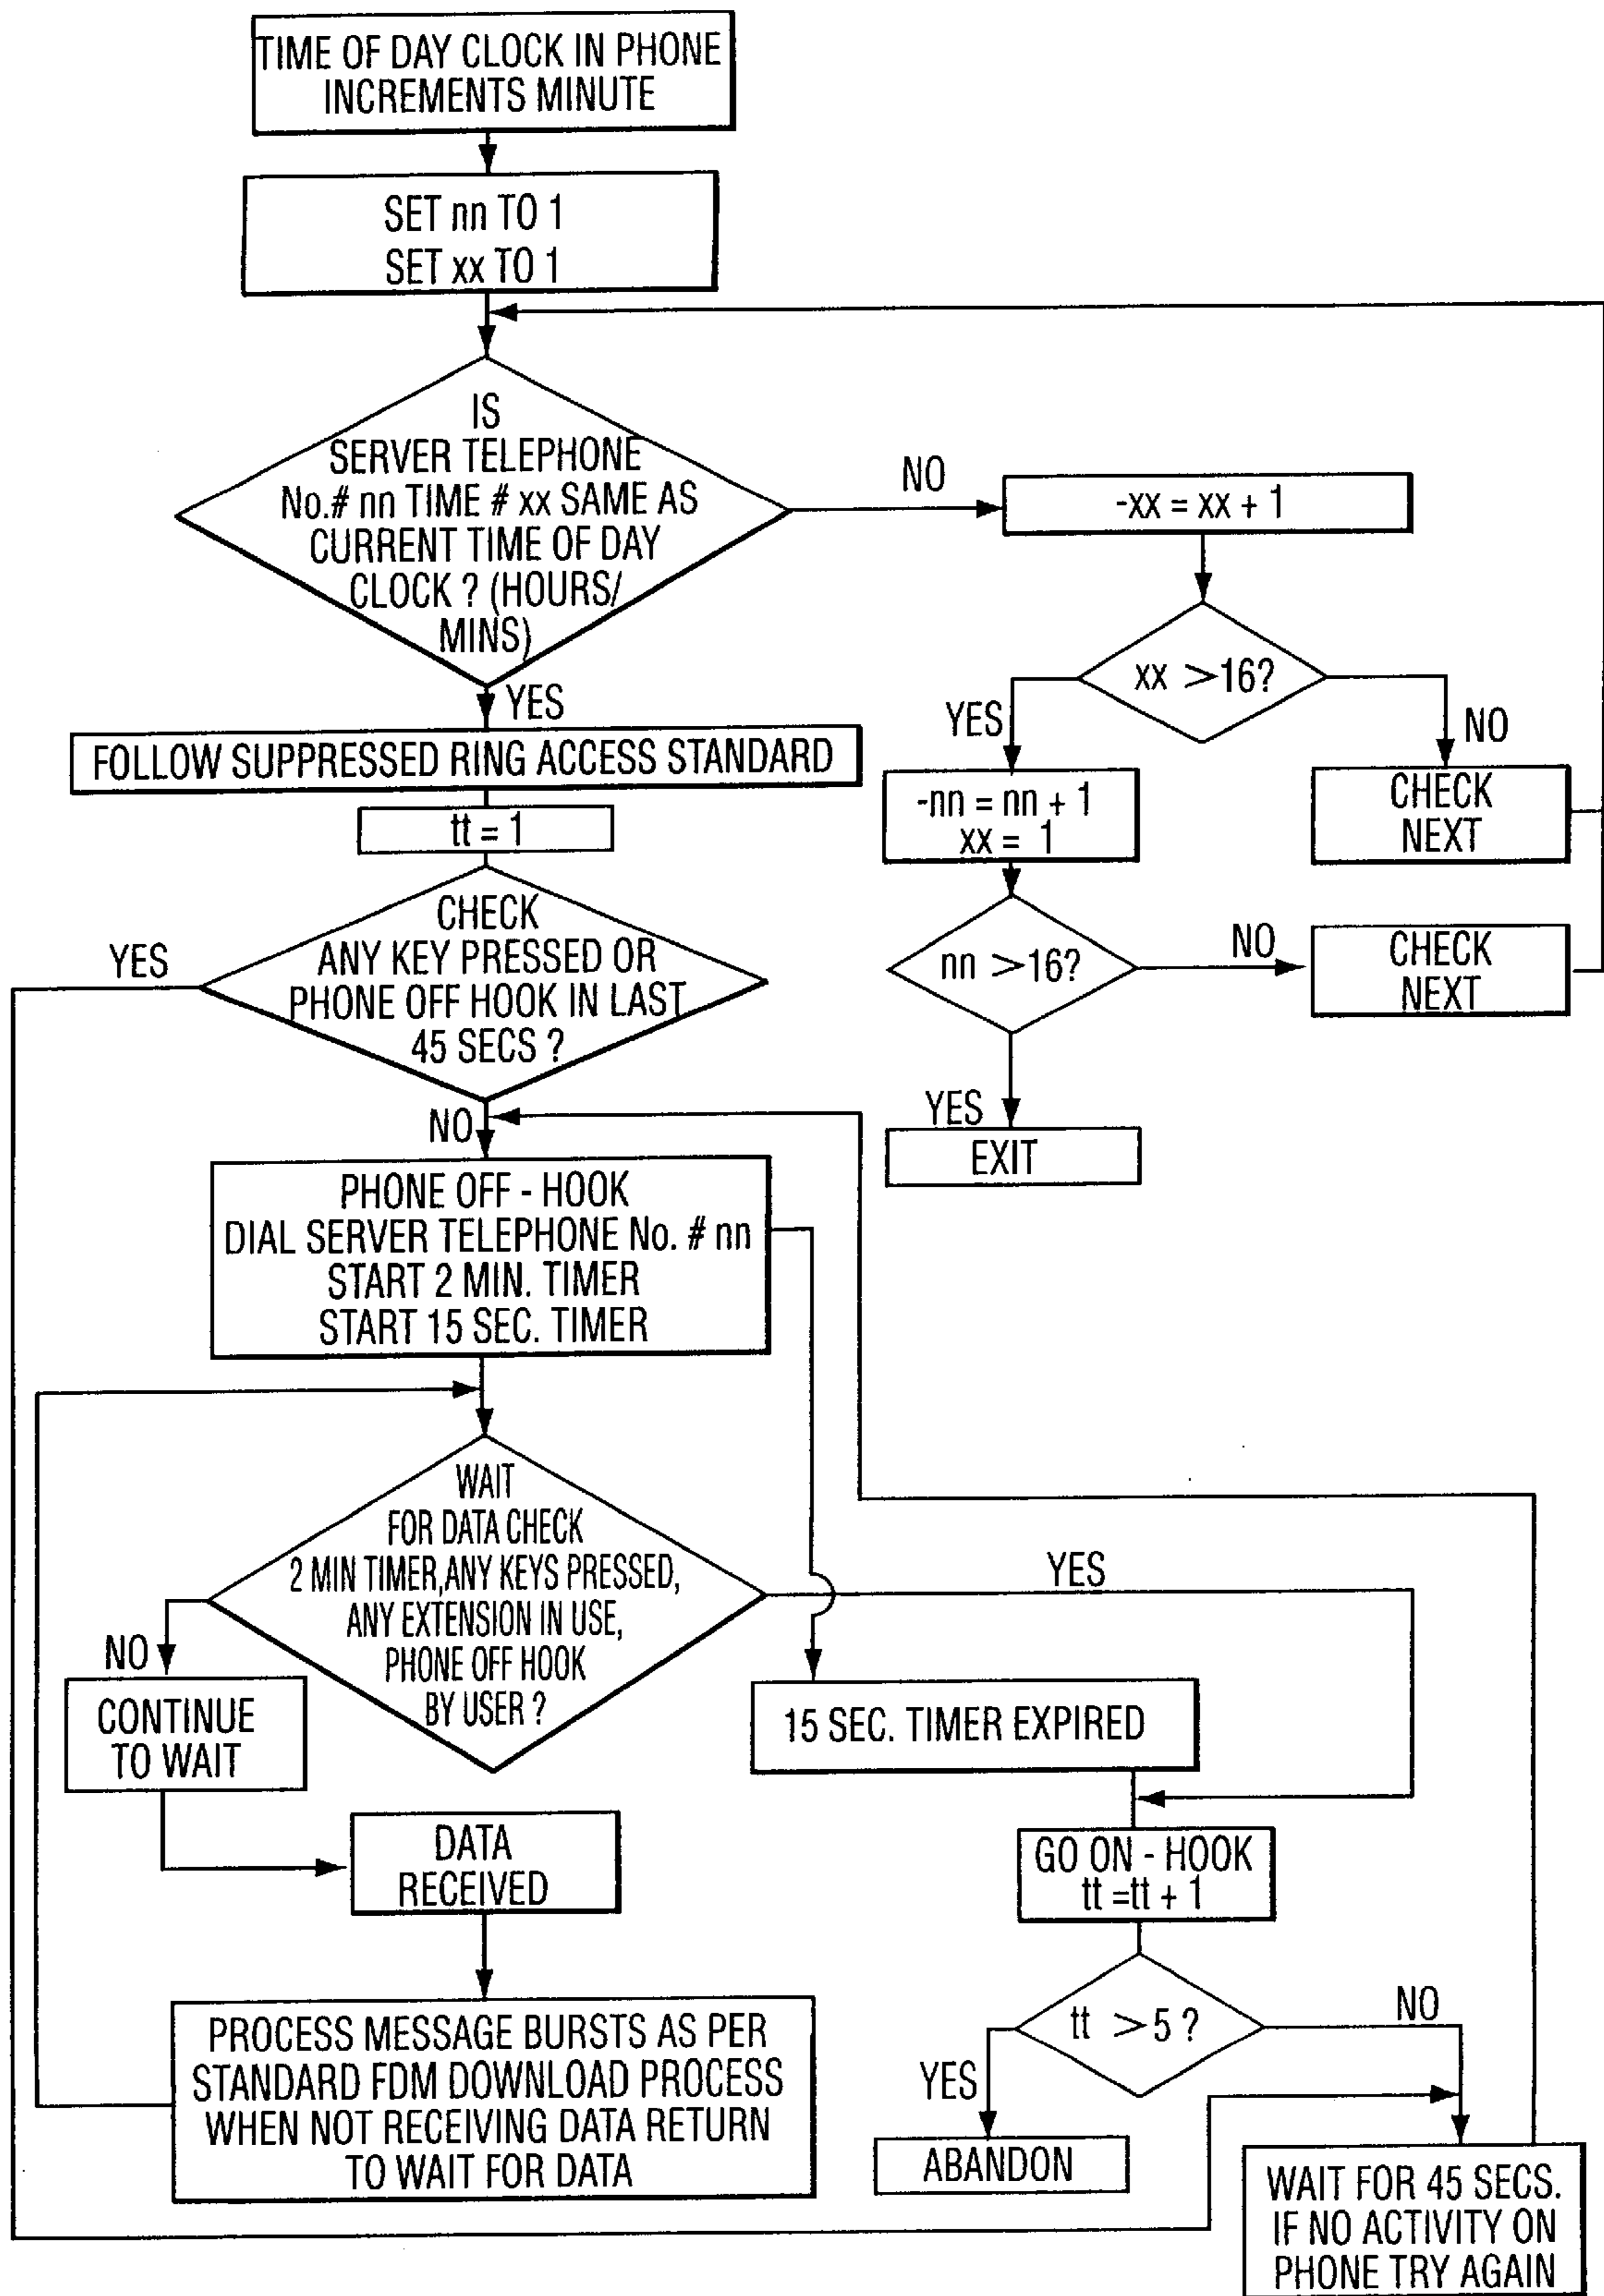 TIME OF DAY CLOCK IN PHONE
INCREMENTS MINUTE
SET nn TO 1
SET xx TO 1
IS
SERVER TELEPHONE
No.# nn TIME # xx SAME AS
CURRENT TIME OF DAY
CLOCK ? (HOURS/
MINS)
NO
-xx = xx + 1
xx >16?
YES
NO
-nn = nn + 1
xx = 1
CHECK
NEXT
nn >16?
NO
CHECK
NEXT
YES
EXIT
YES
FOLLOW SUPPRESSED RING ACCESS STANDARD
tt = 1
CHECK
ANY KEY PRESSED OR
PHONE OFF HOOK IN LAST
45 SECS ?
YES
NO
PHONE OFF - HOOK
DIAL SERVER TELEPHONE No. # nn
START 2 MIN. TIMER
START 15 SEC. TIMER
WAIT
FOR DATA CHECK
2 MIN TIMER,ANY KEYS PRESSED,
ANY EXTENSION IN USE,
PHONE OFF HOOK
BY USER ?
YES
NO
CONTINUE
TO WAIT
15 SEC. TIMER EXPIRED
DATA
RECEIVED
GO ON - HOOK
tt =tt + 1
PROCESS MESSAGE BURSTS AS PER
STANDARD FDM DOWNLOAD PROCESS
WHEN NOT RECEIVING DATA RETURN
TO WAIT FOR DATA
tt >5 ?
NO
YES
ABANDON
WAIT FOR 45 SECS.
IF NO ACTIVITY ON
PHONE TRY AGAIN